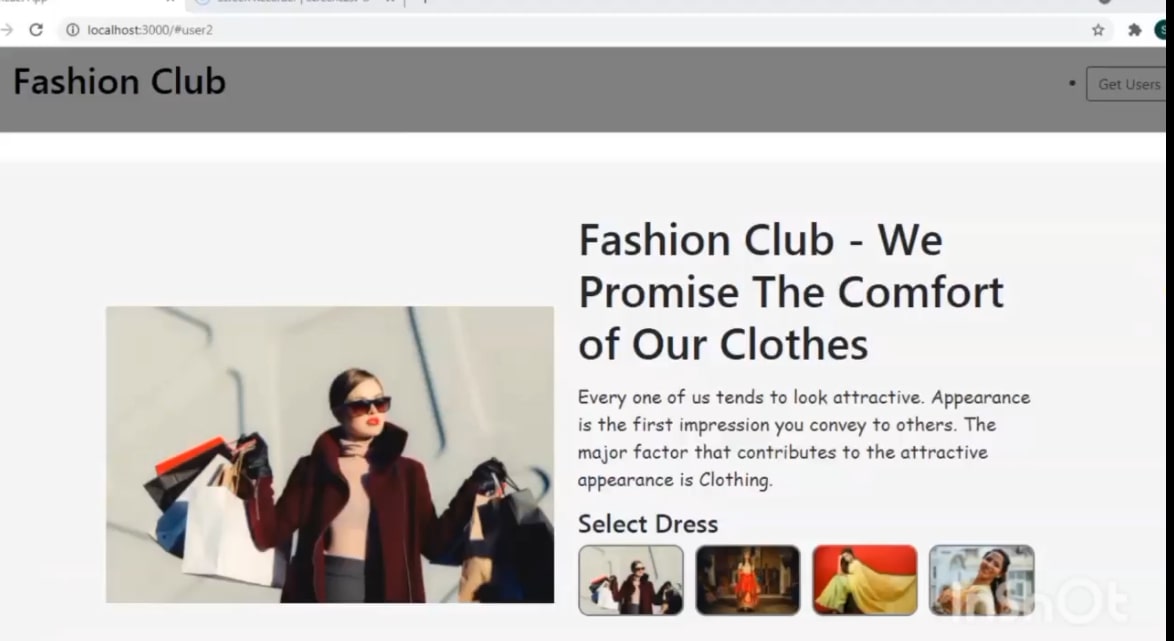 localhost:3000/#user2
Fashion Club
Get Users
Fashion Club - We
Promise The Comfort
of Our Clothes
Every one of us tends to look attractive. Appearance
is the first impression you convey to others. The
major factor that contributes to the attractive
appearance is Clothing.
Select Dress
InShOt